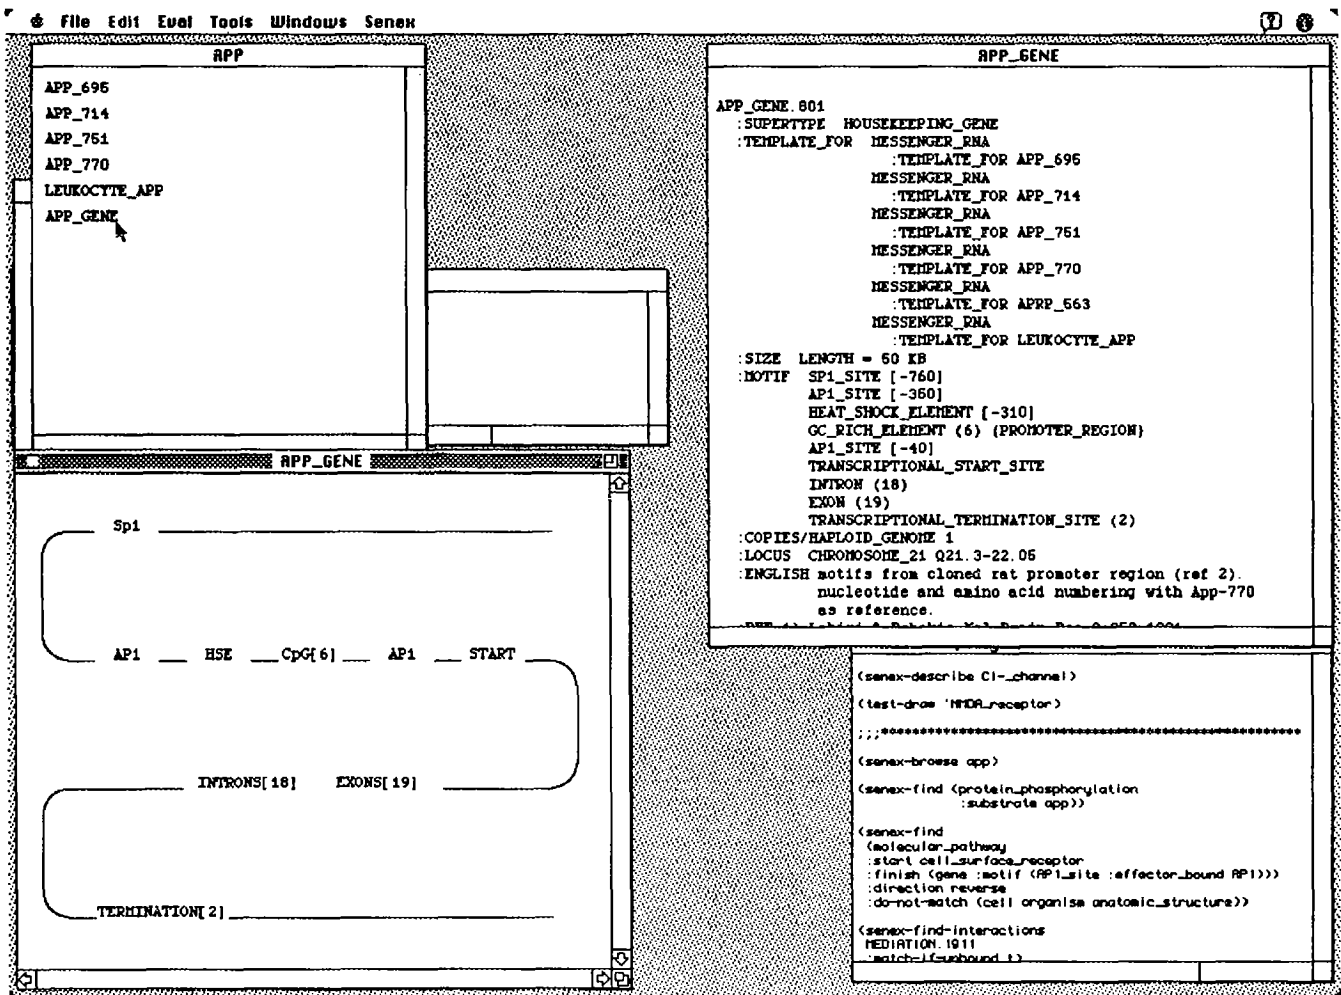 File Edit Eval Tools Windows Senex
APP
APP_695
APP_714
APP_751
APP_770
LEUKOCYTE_APP
APP_GENE
APP_GENE
APP_GENE.801
:SUPERTYPE HOUSEKEEPING_GENE
:TEMPLATE_FOR MESSENGER_RNA
:TEMPLATE_FOR APP_695
MESSENGER_RNA
:TEMPLATE_FOR APP_714
MESSENGER_RNA
:TEMPLATE_FOR APP_751
MESSENGER_RNA
:TEMPLATE_FOR APP_770
MESSENGER_RNA
:TEMPLATE_FOR APRP_563
MESSENGER_RNA
:TEMPLATE_FOR LEUKOCYTE_APP
:SIZE LENGTH = 50 KB
:MOTIF SP1_SITE [-760]
AP1_SITE [-350]
HEAT_SHOCK_ELEMENT [-310]
GC_RICH_ELEMENT (6) {PROMOTER_REGION}
AP1_SITE [-40]
TRANSCRIPTIONAL_START_SITE
INTRON (18)
EXON (19)
TRANSCRIPTIONAL_TERMINATION_SITE (2)
:COPIES/HAPLOID_GENOME 1
:LOCUS CHROMOSOME_21 Q21.3-22.05
:ENGLISH motifs from cloned rat promoter region (ref 2).
nucleotide and amino acid numbering with App-770
as reference.
APP_GENE
Sp1
AP1 HSE CpG[6] AP1 START
INTRONS[18] EXONS[19]
TERMINATION[2]
(senex-describe Cl-_channel)
(test-draw 'NMDA_receptor)
(senex-browse app)
(senex-find (protein_phosphorylation
:substrate app))
(senex-find
(molecular_pathway
:start cell_surface_receptor
:finish (gene :motif (AP1_site :effector_bound AP1)))
:direction reverse
:do-not-match (cell organism anatomic_structure))
(senex-find-interactions
MEDIATION.1911
:match-if-unbound t)